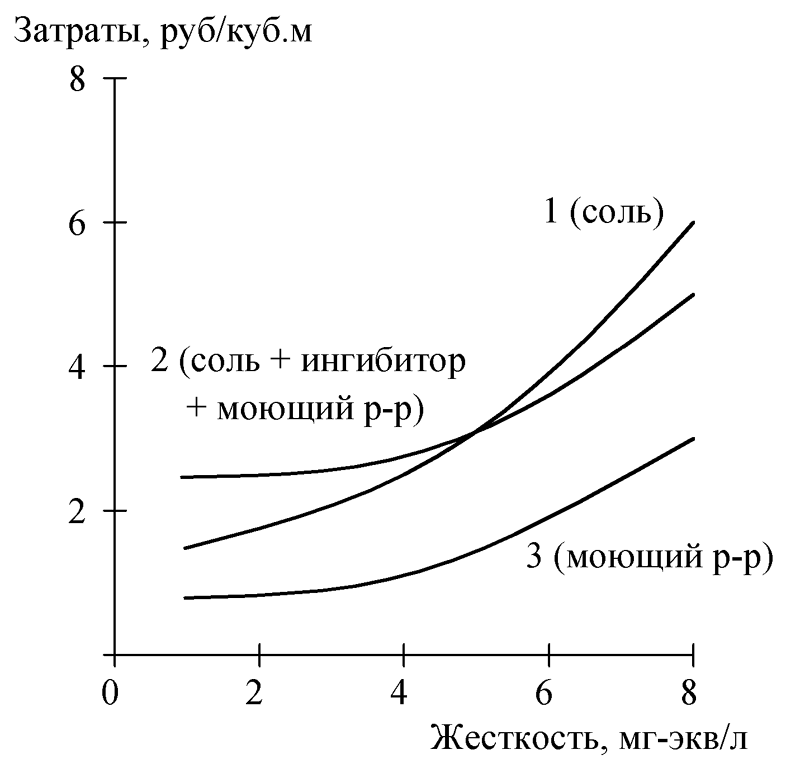 Затраты, руб/куб.м
8
6
1 (соль)
4
2 (соль + ингибитор
+ моющий р-р)
2
3 (моющий р-р)
0 2 4 6 8
Жесткость, мг-экв/л